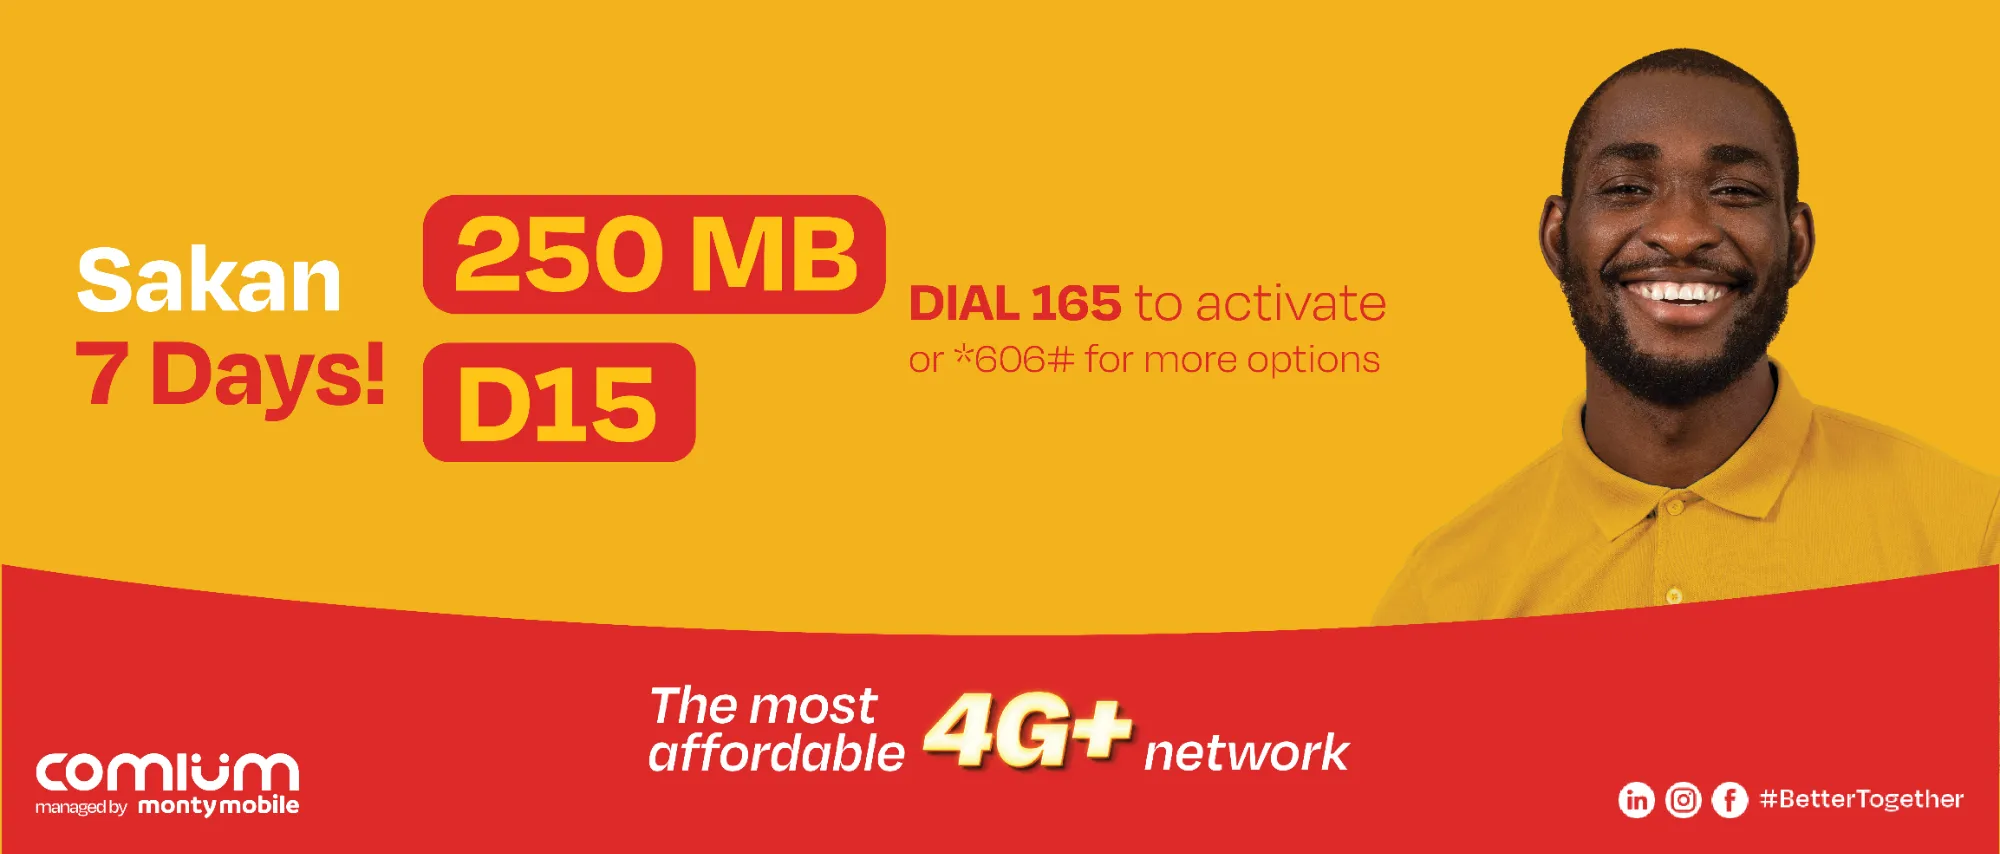 Sakan
7 Days!
250 MB
D15
DIAL 165 to activate
or *606# for more options
The most
affordable 4G+ network
comium
managed by montymobile
#BetterTogether